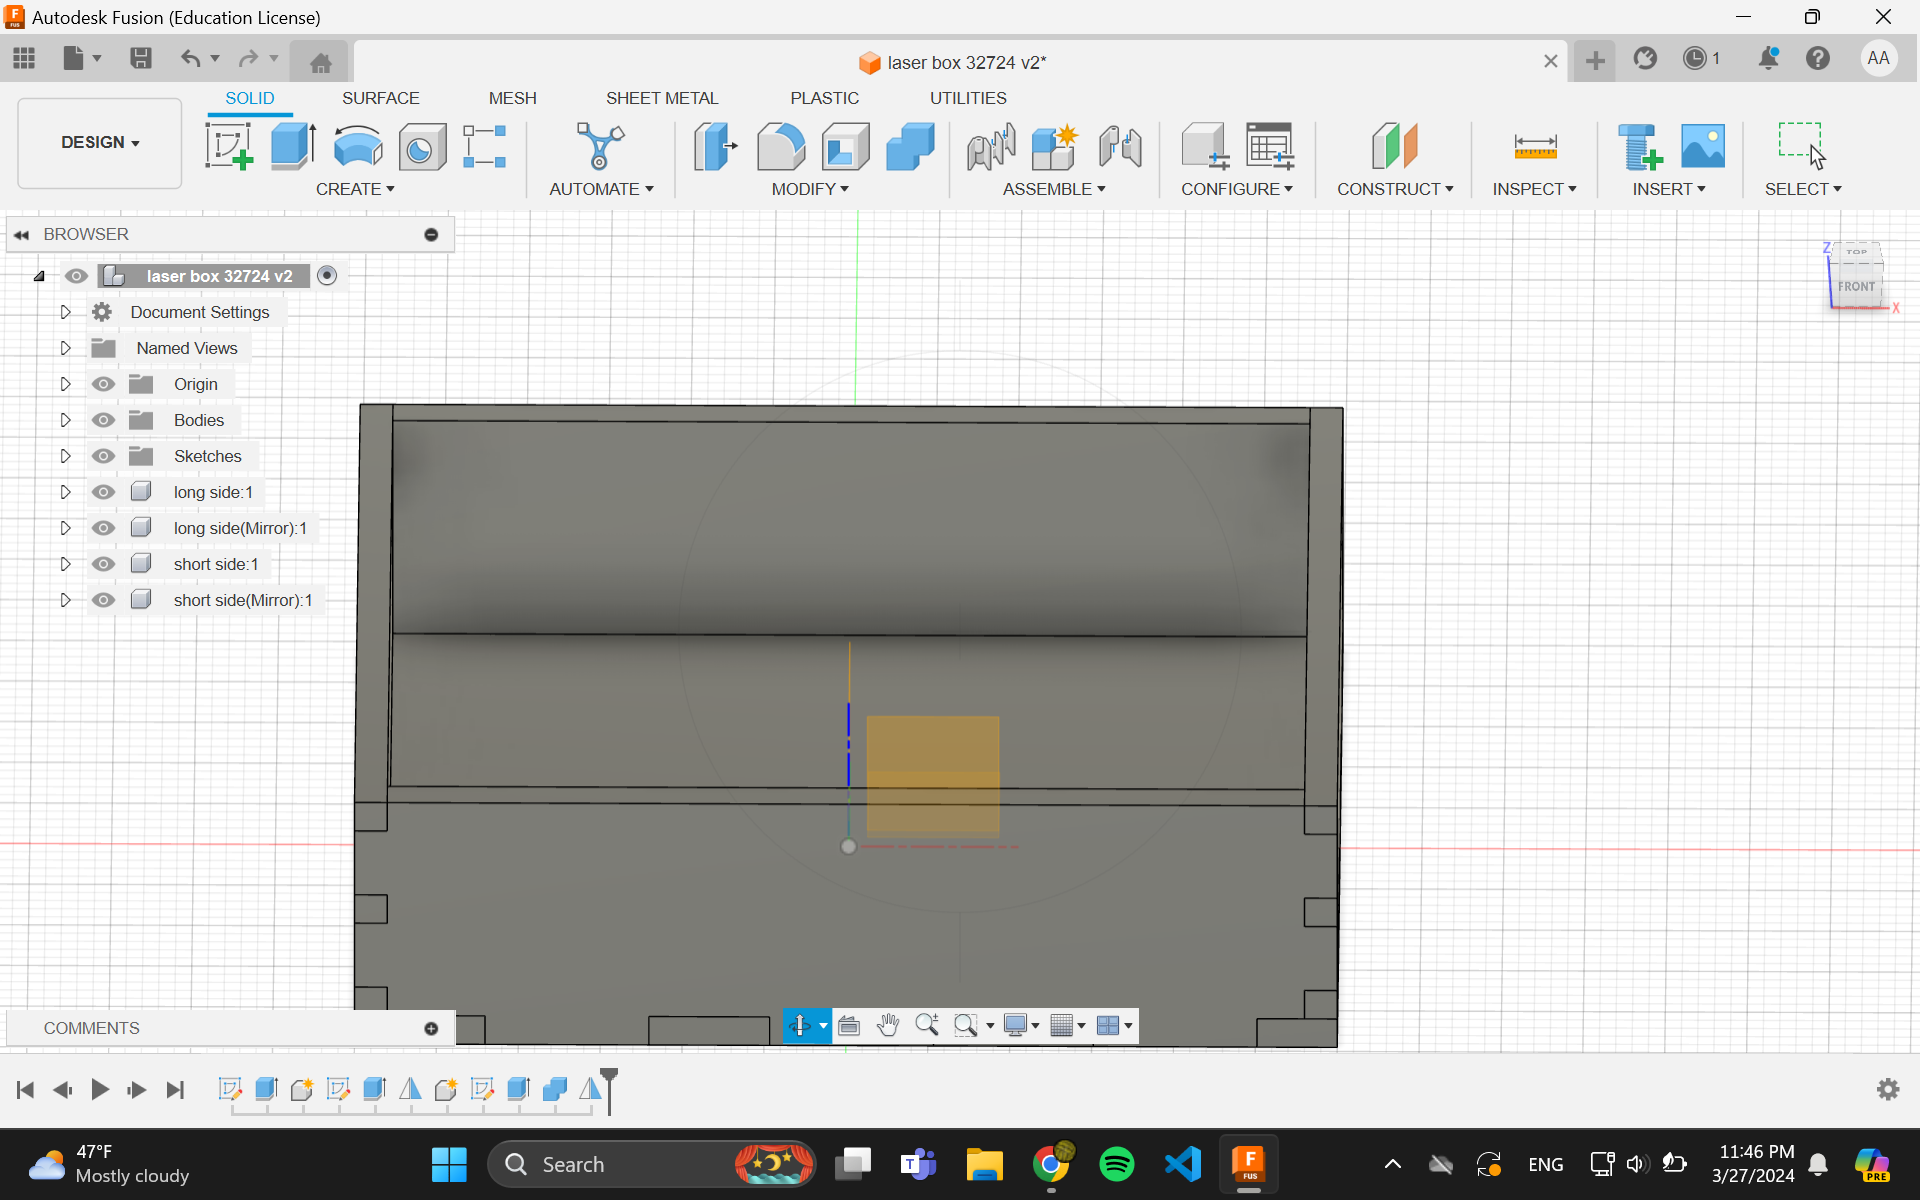 Autodesk Fusion (Education License)
laser box 32724 v2*
1
AA
DESIGN
SOLID
SURFACE
MESH
SHEET METAL
PLASTIC
UTILITIES
CREATE
AUTOMATE
MODIFY
ASSEMBLE
CONFIGURE
CONSTRUCT
INSPECT
INSERT
SELECT
BROWSER
laser box 32724 v2
Document Settings
Named Views
Origin
Bodies
Sketches
long side:1
long side(Mirror):1
short side:1
short side(Mirror):1
Z
TOP
FRONT
X
COMMENTS
47°F
Mostly cloudy
Search
T
F
FUS
ENG
11:46 PM
3/27/2024
PRE